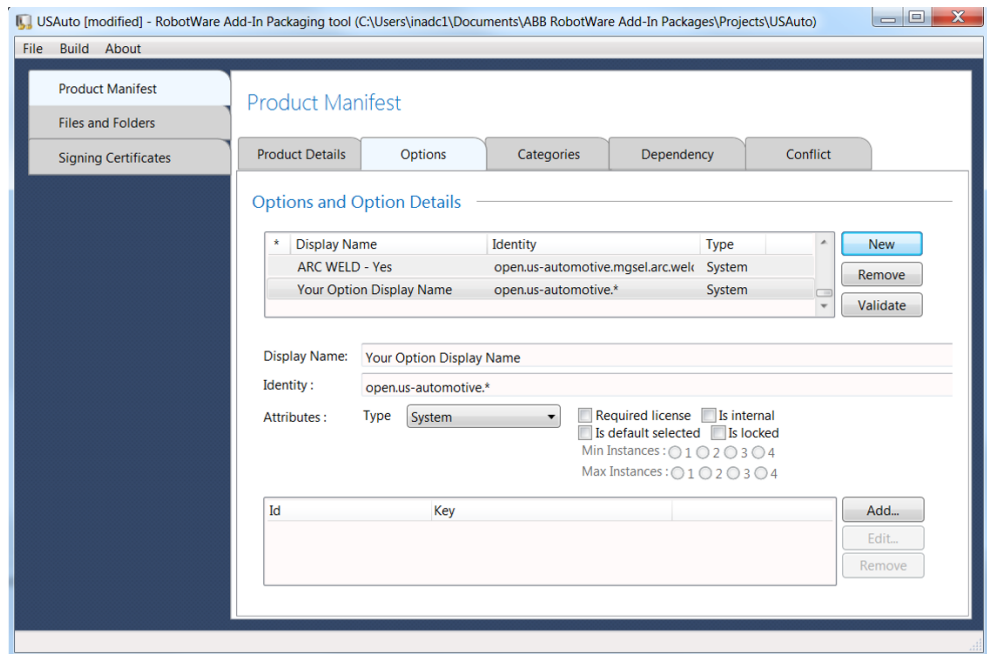 USAuto [modified] - RobotWare Add-In Packaging tool (C:\Users\inadc1\Documents\ABB RobotWare Add-In Packages\Projects\USAuto)
File Build About
Product Manifest
Files and Folders
Signing Certificates
Product Manifest
Product Details Options Categories Dependency Conflict
Options and Option Details
* Display Name Identity Type
ARC WELD - Yes open.us-automotive.mgsel.arc.weld System
Your Option Display Name open.us-automotive.* System
New
Remove
Validate
Display Name: Your Option Display Name
Identity : open.us-automotive.*
Attributes : Type System
Required license Is internal
Is default selected Is locked
Min Instances : 1 2 3 4
Max Instances : 1 2 3 4
Id Key
Add...
Edit...
Remove